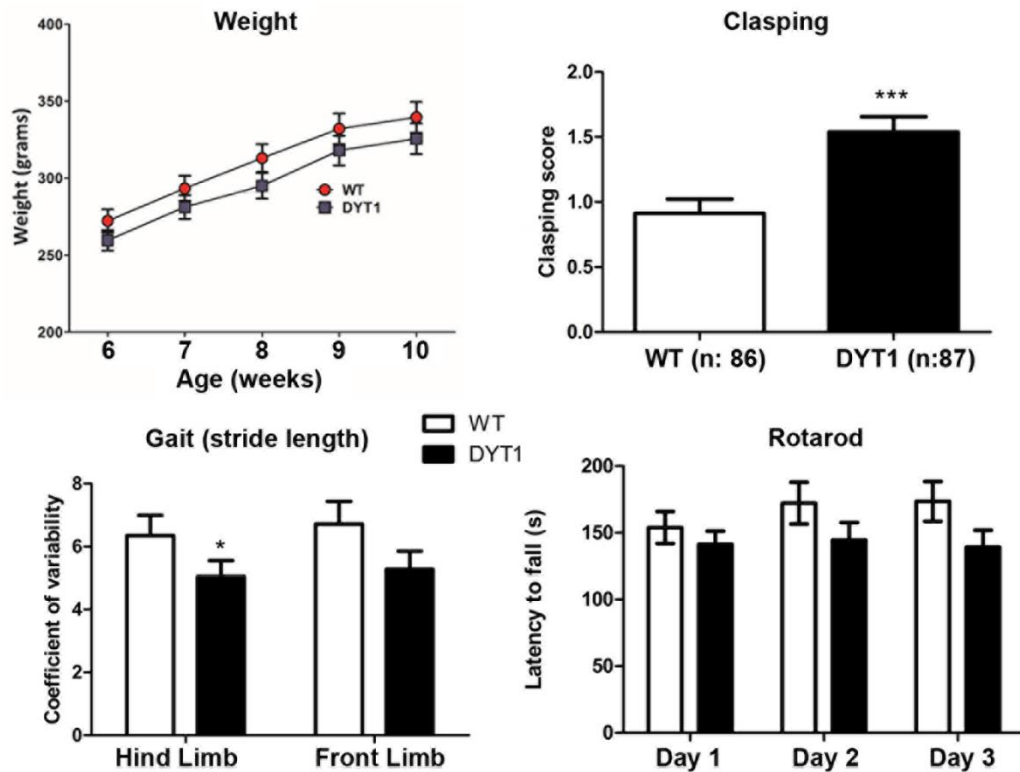 Weight
400
350
300
250
200
Weight (grams)
WT
DYT1
6 7 8 9 10
Age (weeks)
Clasping
2.0
1.5
1.0
0.5
0.0
Clasping score
***
WT (n: 86) DYT1 (n:87)
Gait (stride length)
WT
DYT1
8
6
4
2
0
Coefficient of variability
*
Hind Limb Front Limb
Rotarod
200
150
100
50
0
Latency to fall (s)
Day 1 Day 2 Day 3